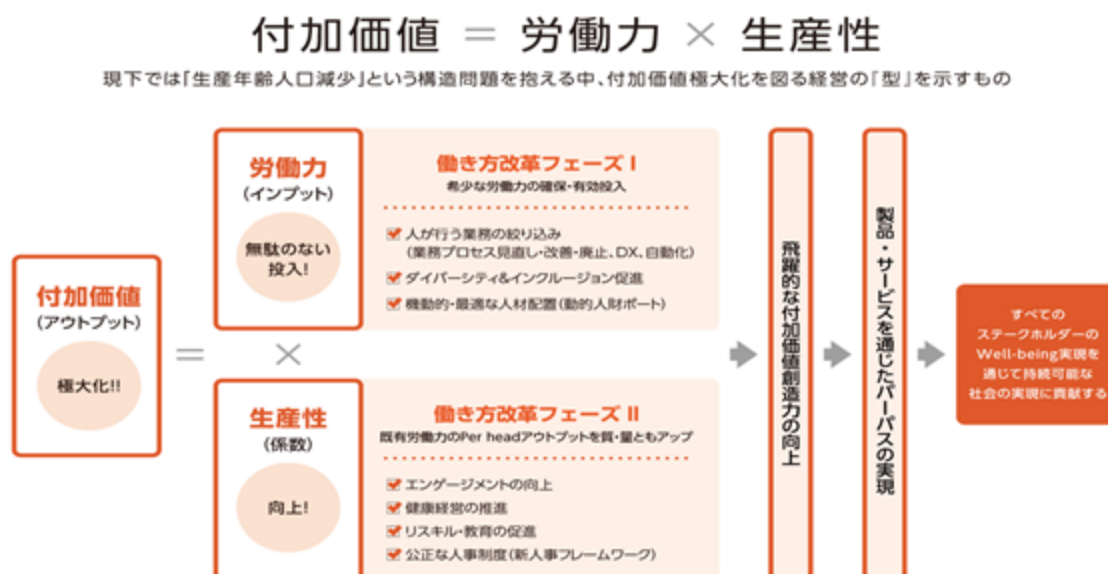 付加価値 = 労働力 × 生産性
現下では「生産年齢人口減少」という構造問題を抱える中、付加価値極大化を図る経営の『型』を示すもの
付加価値
(アウトプット)
極大化!!
=
労働力
(インプット)
無駄のない
投入!
働き方改革フェーズ I
希少な労働力の確保・有効投入
人が行う業務の絞り込み
(業務プロセス見直し・改善・廃止、DX、自動化)
ダイバーシティ&インクルージョン促進
機動的・最適な人材配置(動的人財ポート)
×
生産性
(係数)
向上!
働き方改革フェーズ II
既有労働力のPer headアウトプットを質・量ともアップ
エンゲージメントの向上
健康経営の推進
リスキル・教育の促進
公正な人事制度(新人事フレームワーク)
飛躍的な付加価値創造力の向上
製品・サービスを通じたパーパスの実現
すべての
ステークホルダーの
Well-being実現を
通じて持続可能な
社会の実現に貢献する